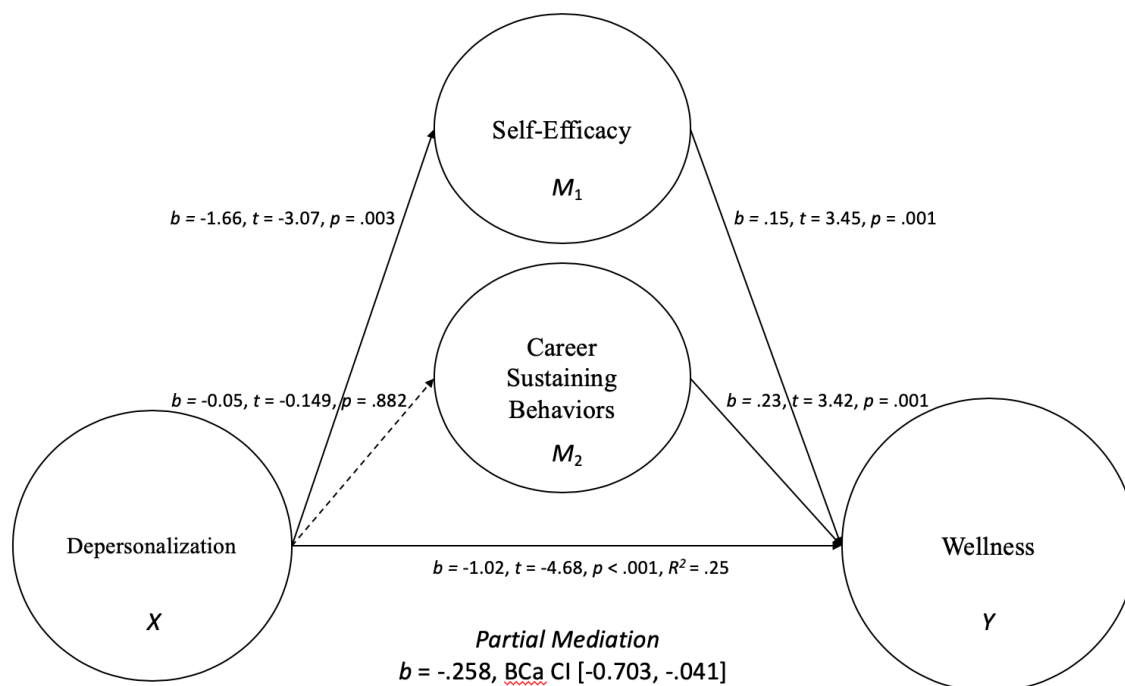 Self-Efficacy
M₁
b = -1.66, t = -3.07, p = .003
b = .15, t = 3.45, p = .001
Career
Sustaining
Behaviors
M₂
b = -0.05, t = -0.149, p = .882
b = .23, t = 3.42, p = .001
Depersonalization
X
Wellness
Y
b = -1.02, t = -4.68, p < .001, R² = .25
Partial Mediation
b = -.258, BCa CI [-0.703, -.041]